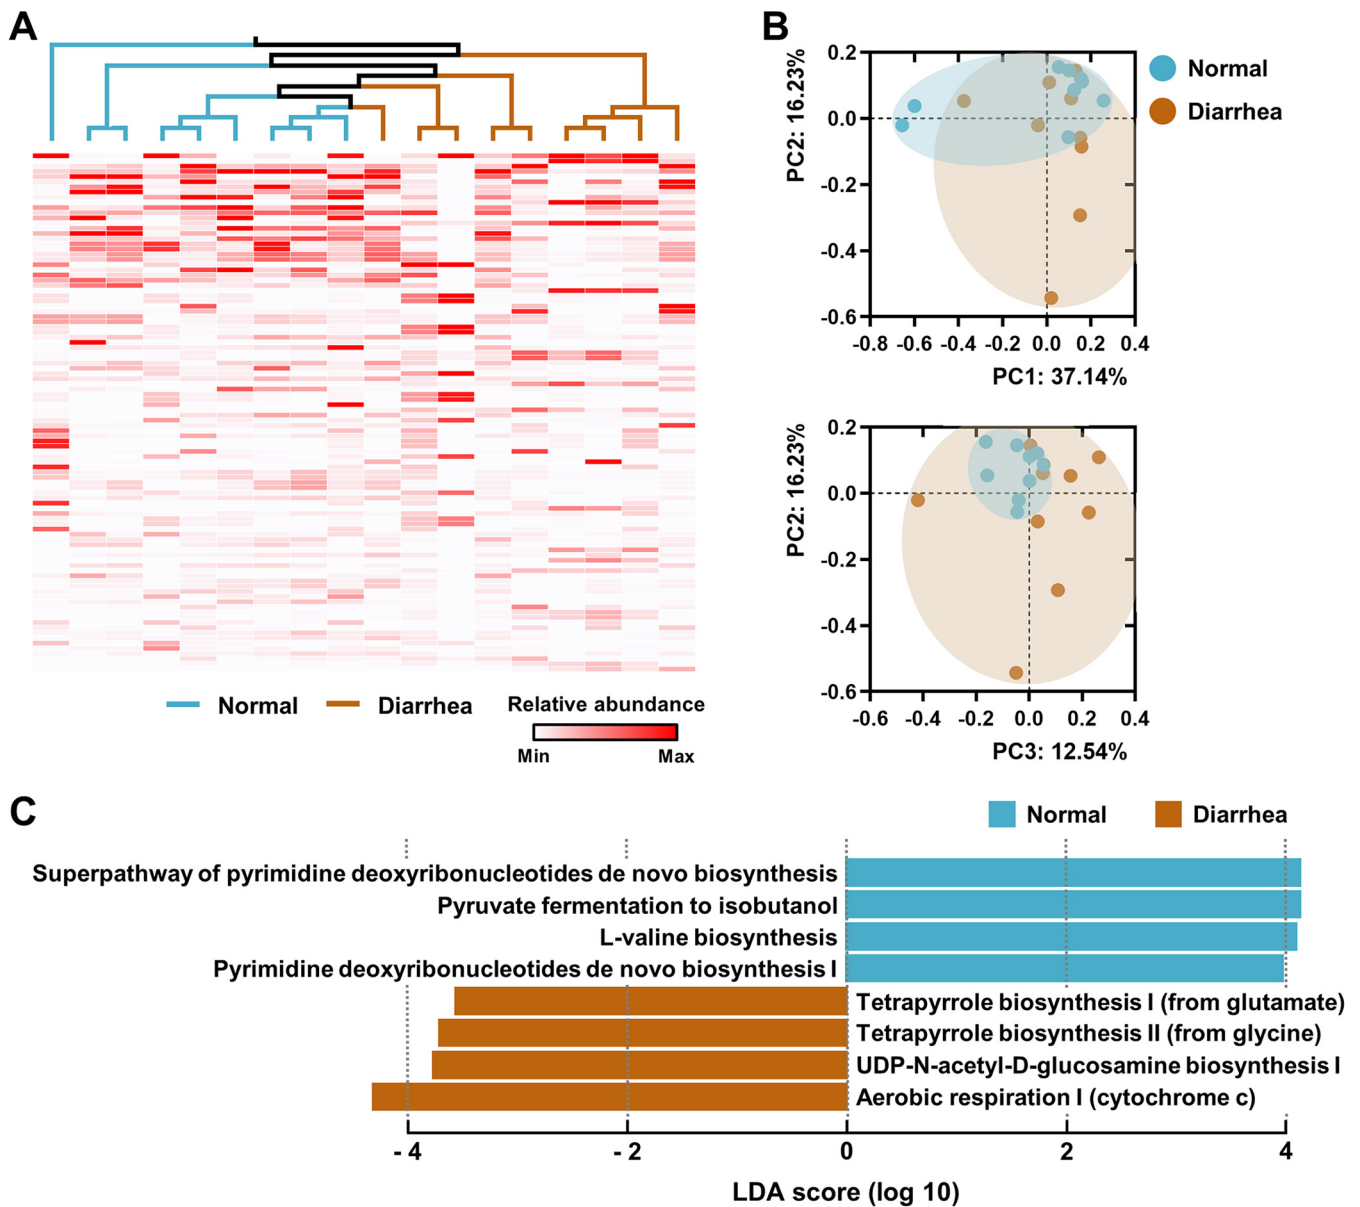 A
Normal
Diarrhea
Relative abundance
Min
Max
B
PC2: 16.23%
0.2
0.0
-0.2
-0.4
-0.6
-0.8 -0.6 -0.4 -0.2 0.0 0.2 0.4
PC1: 37.14%
Normal
Diarrhea
PC2: 16.23%
0.2
0.0
-0.2
-0.4
-0.6
-0.6 -0.4 -0.2 0.0 0.2 0.4
PC3: 12.54%
C
Normal
Diarrhea
Superpathway of pyrimidine deoxyribonucleotides de novo biosynthesis
Pyruvate fermentation to isobutanol
L-valine biosynthesis
Pyrimidine deoxyribonucleotides de novo biosynthesis I
Tetrapyrrole biosynthesis I (from glutamate)
Tetrapyrrole biosynthesis II (from glycine)
UDP-N-acetyl-D-glucosamine biosynthesis I
Aerobic respiration I (cytochrome c)
- 4 - 2 0 2 4
LDA score (log 10)